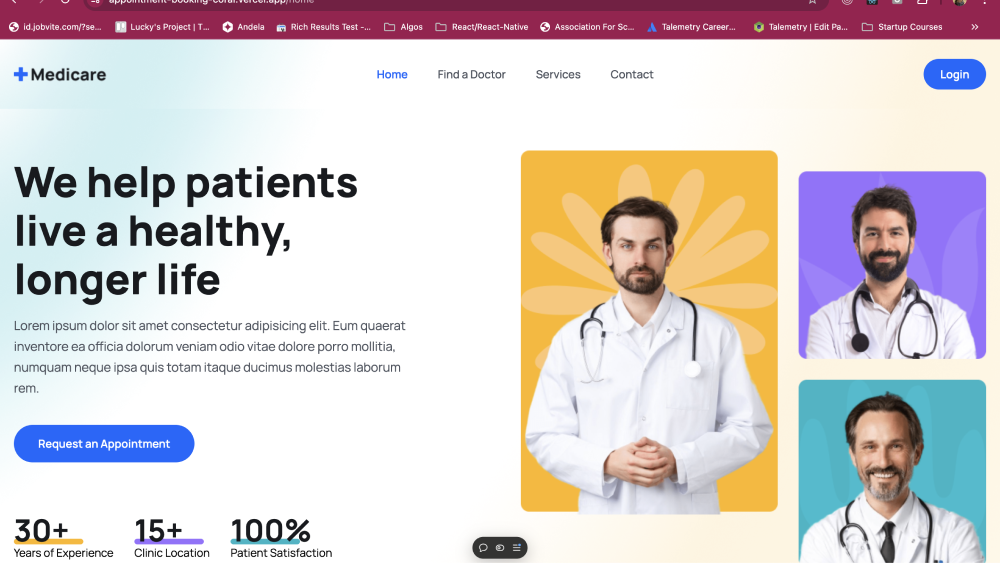 appointment-booking-coral.vercel.app/home
id.jobvite.com/?se...
Lucky's Project | T...
Andela
Rich Results Test -...
Algos
React/React-Native
Association For Sc...
Talemetry Career...
Talemetry | Edit Pa...
Startup Courses
Medicare
Home
Find a Doctor
Services
Contact
Login
We help patients
live a healthy,
longer life
Lorem ipsum dolor sit amet consectetur adipisicing elit. Eum quaerat
inventore ea officia dolorum veniam odio vitae dolore porro mollitia,
numquam neque ipsa quis totam itaque ducimus molestias laborum
rem.
Request an Appointment
30+
Years of Experience
15+
Clinic Location
100%
Patient Satisfaction